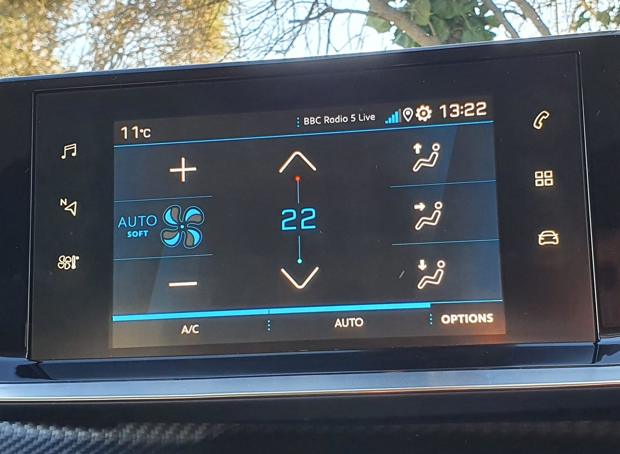 11°C
BBC Radio 5 Live
13:22
N
AUTO
SOFT
22
A/C
AUTO
OPTIONS